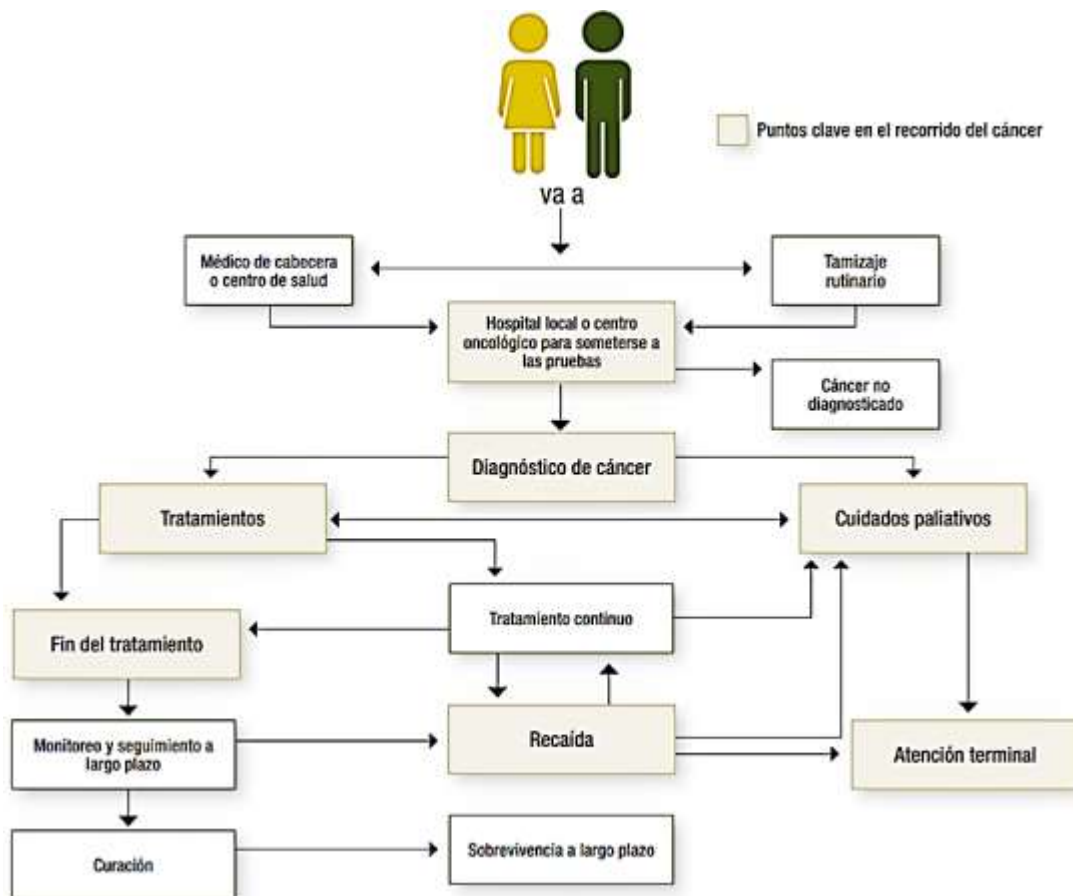 Puntos clave en el recorrido del cáncer
va a
Médico de cabecera
o centro de salud
Tamizaje
rutinario
Hospital local o centro
oncológico para someterse a
las pruebas
Cáncer no
diagnosticado
Diagnóstico de cáncer
Tratamientos
Cuidados paliativos
Tratamiento continuo
Fin del tratamiento
Monitoreo y seguimiento a
largo plazo
Recaída
Atención terminal
Curación
Sobrevivencia a largo plazo